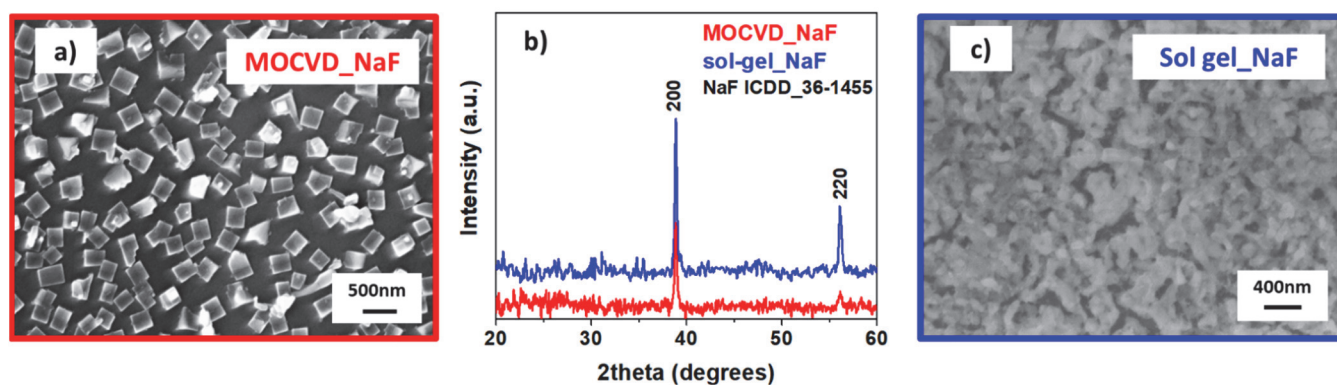 a)
MOCVD_NaF
500nm
b)
MOCVD_NaF
sol-gel_NaF
NaF ICDD_36-1455
200
220
Intensity (a.u.)
20 30 40 50 60
2theta (degrees)
c)
Sol gel_NaF
400nm